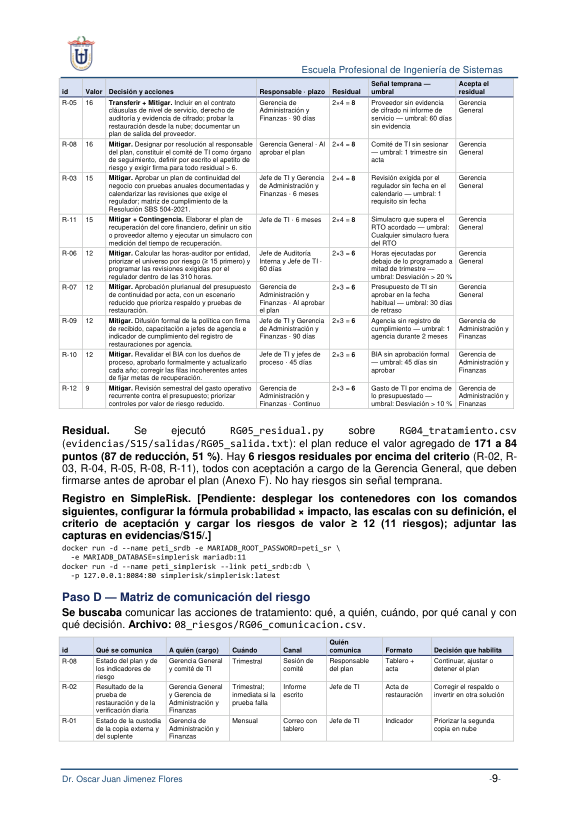 Escuela Profesional de Ingeniería de Sistemas
id Valor Decisión y acciones Responsable · plazo Residual Señal temprana — umbral Acepta el residual
R-05 16 Transferir + Mitigar. Incluir en el contrato cláusulas de nivel de servicio, derecho de auditoría y evidencia de cifrado; probar la restauración desde la nube; documentar un plan de salida del proveedor. Gerencia de Administración y Finanzas · 90 días 2×4 = 8 Proveedor sin evidencia de cifrado ni informe de servicio — umbral: 60 días sin evidencia Gerencia General
R-08 16 Mitigar. Designar por resolución al responsable del plan, constituir el comité de TI como órgano de seguimiento, definir por escrito el apetito de riesgo y exigir firma para todo residual > 6. Gerencia General · Al aprobar el plan 2×4 = 8 Comité de TI sin sesionar — umbral: 1 trimestre sin acta Gerencia General
R-03 15 Mitigar. Aprobar un plan de continuidad del negocio con pruebas anuales documentadas y calendarizar las revisiones que exige el regulador; matriz de cumplimiento de la Resolución SBS 504-2021. Jefe de TI y Gerencia de Administración y Finanzas · 6 meses 2×4 = 8 Revisión exigida por el regulador sin fecha en el calendario — umbral: 1 requisito sin fecha Gerencia General
R-11 15 Mitigar + Contingencia. Elaborar el plan de recuperación del core financiero, definir un sitio o proveedor alterno y ejecutar un simulacro con medición del tiempo de recuperación. Jefe de TI · 6 meses 2×4 = 8 Simulacro que supera el RTO acordado — umbral: Cualquier simulacro fuera del RTO Gerencia General
R-06 12 Mitigar. Calcular las horas-auditor por entidad, priorizar el universo por riesgo (≥ 15 primero) y programar las revisiones exigidas por el regulador dentro de las 310 horas. Jefe de Auditoría Interna y Jefe de TI · 60 días 2×3 = 6 Horas ejecutadas por debajo de lo programado a mitad de trimestre — umbral: Desviación > 20 % Gerencia General
R-07 12 Mitigar. Aprobación plurianual del presupuesto de continuidad por acta, con un escenario reducido que prioriza respaldo y pruebas de restauración. Gerencia de Administración y Finanzas · Al aprobar el plan 2×3 = 6 Presupuesto de TI sin aprobar en la fecha habitual — umbral: 30 días de retraso Gerencia General
R-09 12 Mitigar. Difusión formal de la política con firma de recibido, capacitación a jefes de agencia e indicador de cumplimiento del registro de restauraciones por agencia. Jefe de TI y Gerencia de Administración y Finanzas · 90 días 2×3 = 6 Agencia sin registro de cumplimiento — umbral: 1 agencia durante 2 meses Gerencia de Administración y Finanzas
R-10 12 Mitigar. Revalidar el BIA con los dueños de proceso, aprobarlo formalmente y actualizarlo cada año; corregir las filas incoherentes antes de fijar metas de recuperación. Jefe de TI y jefes de proceso · 45 días 2×3 = 6 BIA sin aprobación formal — umbral: 45 días sin aprobar Gerencia de Administración y Finanzas
R-12 9 Mitigar. Revisión semestral del gasto operativo recurrente contra el presupuesto; priorizar controles por valor de riesgo reducido. Gerencia de Administración y Finanzas · Continuo 2×3 = 6 Gasto de TI por encima de lo presupuestado — umbral: Desviación > 10 % Gerencia de Administración y Finanzas
Residual. Se ejecutó RG05_residual.py sobre RG04_tratamiento.csv
(evidencias/S15/salidas/RG05_salida.txt): el plan reduce el valor agregado de 171 a 84
puntos (87 de reducción, 51 %). Hay 6 riesgos residuales por encima del criterio (R-02, R-
03, R-04, R-05, R-08, R-11), todos con aceptación a cargo de la Gerencia General, que deben
firmarse antes de aprobar el plan (Anexo F). No hay riesgos sin señal temprana.
Registro en SimpleRisk. [Pendiente: desplegar los contenedores con los comandos
siguientes, configurar la fórmula probabilidad × impacto, las escalas con su definición, el
criterio de aceptación y cargar los riesgos de valor ≥ 12 (11 riesgos); adjuntar las
capturas en evidencias/S15/.]
docker run -d --name peti_srdb -e MARIADB_ROOT_PASSWORD=peti_sr \
-e MARIADB_DATABASE=simplerisk mariadb:11
docker run -d --name peti_simplerisk --link peti_srdb:db \
-p 127.0.0.1:8084:80 simplerisk/simplerisk:latest
Paso D — Matriz de comunicación del riesgo
Se buscaba comunicar las acciones de tratamiento: qué, a quién, cuándo, por qué canal y con
qué decisión. Archivo: 08_riesgos/RG06_comunicacion.csv.
id Qué se comunica A quién (cargo) Cuándo Canal Quién comunica Formato Decisión que habilita
R-08 Estado del plan y de los indicadores de riesgo Gerencia General y comité de TI Trimestral Sesión de comité Responsable del plan Tablero + acta Continuar, ajustar o detener el plan
R-02 Resultado de la prueba de restauración y de la verificación diaria Gerencia General y Gerencia de Administración y Finanzas Trimestral; inmediata si la prueba falla Informe escrito Jefe de TI Acta de restauración Corregir el respaldo o invertir en otra solución
R-01 Estado de la custodia de la copia externa y del suplente Gerencia de Administración y Finanzas Mensual Correo con tablero Jefe de TI Indicador Priorizar la segunda copia en nube
Dr. Oscar Juan Jimenez Flores
-9-